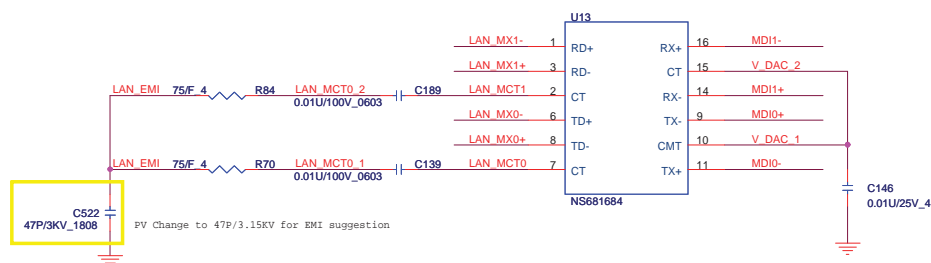 U13
LAN_MX1- 1 RD+ RX+ 16 MDI1-
LAN_MX1+ 3 RD- CT 15 V_DAC_2
LAN_EMI 75/F_4 R84 LAN_MCT0_2 C189 LAN_MCT1 2 CT RX- 14 MDI1+
0.01U/100V_0603
LAN_MX0- 6 TD+ TX- 9 MDI0+
LAN_MX0+ 8 TD- CMT 10 V_DAC_1
LAN_EMI 75/F_4 R70 LAN_MCT0_1 C139 LAN_MCT0 7 CT TX+ 11 MDI0-
0.01U/100V_0603
C146
0.01U/25V_4
NS681684
C522
47P/3KV_1808
PV Change to 47P/3.15KV for EMI suggestion